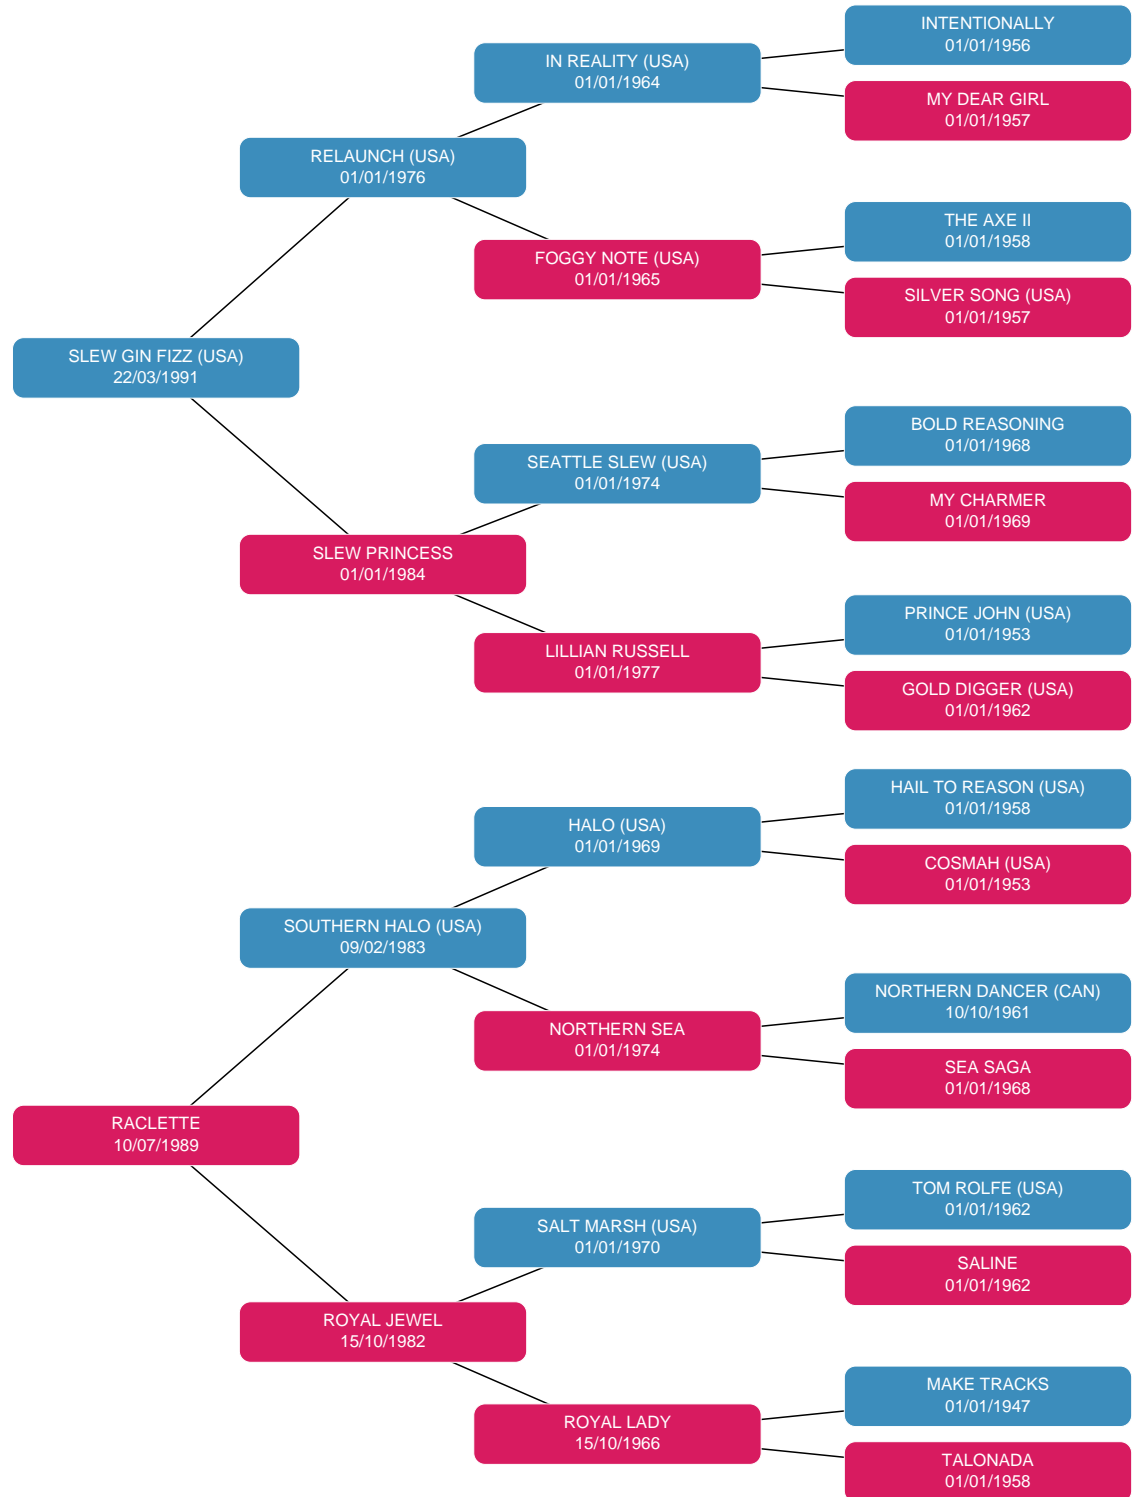 INTENTIONALLY
01/01/1956
IN REALITY (USA)
01/01/1964
MY DEAR GIRL
01/01/1957
RELAUNCH (USA)
01/01/1976
THE AXE II
01/01/1958
FOGGY NOTE (USA)
01/01/1965
SILVER SONG (USA)
01/01/1957
SLEW GIN FIZZ (USA)
22/03/1991
BOLD REASONING
01/01/1968
SEATTLE SLEW (USA)
01/01/1974
MY CHARMER
01/01/1969
SLEW PRINCESS
01/01/1984
PRINCE JOHN (USA)
01/01/1953
LILLIAN RUSSELL
01/01/1977
GOLD DIGGER (USA)
01/01/1962
HAIL TO REASON (USA)
01/01/1958
HALO (USA)
01/01/1969
COSMAH (USA)
01/01/1953
SOUTHERN HALO (USA)
09/02/1983
NORTHERN DANCER (CAN)
10/10/1961
NORTHERN SEA
01/01/1974
SEA SAGA
01/01/1968
RACLETTE
10/07/1989
TOM ROLFE (USA)
01/01/1962
SALT MARSH (USA)
01/01/1970
SALINE
01/01/1962
ROYAL JEWEL
15/10/1982
MAKE TRACKS
01/01/1947
ROYAL LADY
15/10/1966
TALONADA
01/01/1958